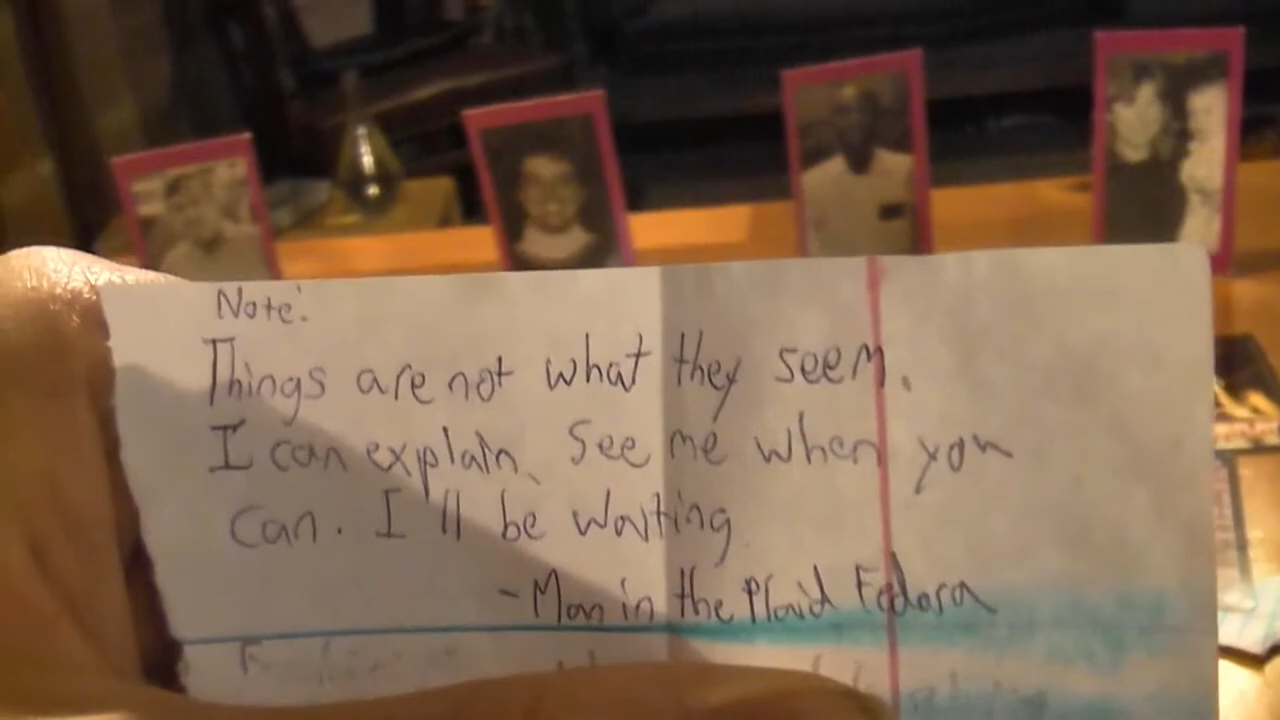 Note:
Things are not what they seem.
I can explain. See me when you
can. I'll be waiting.
-Man in the Plaid Fedora